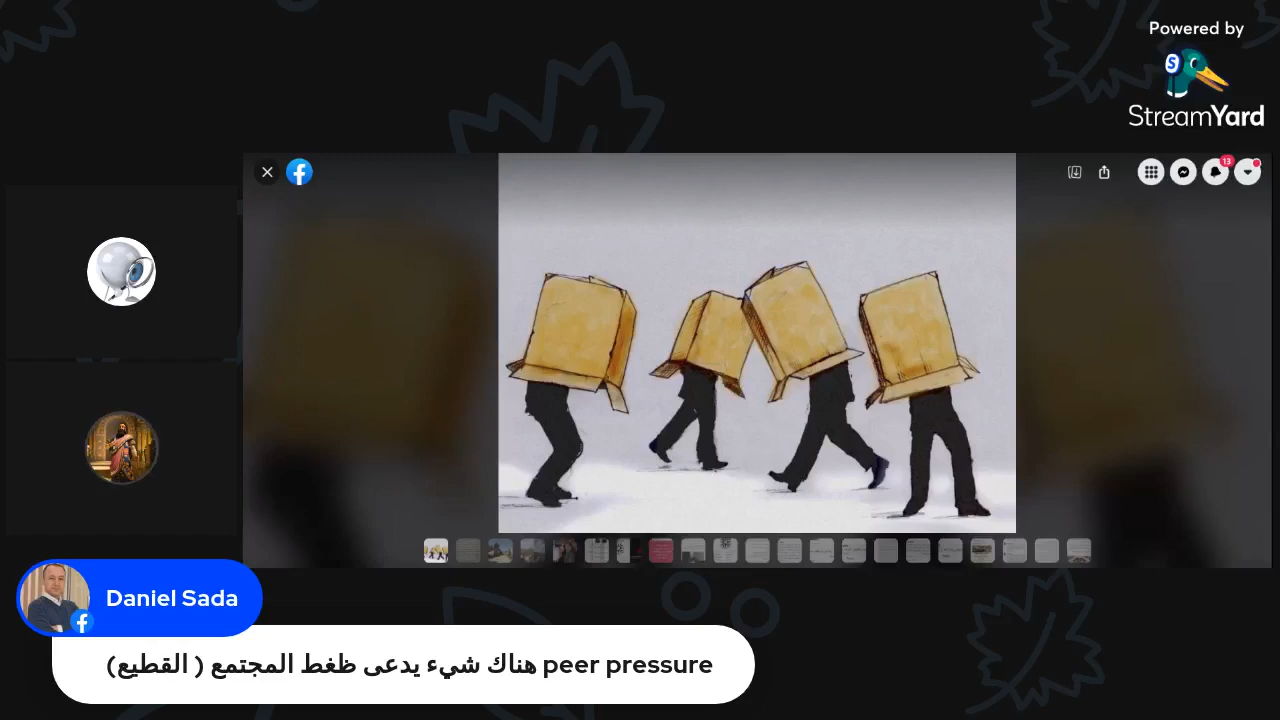 Powered by
StreamYard
13
Daniel Sada
peer pressure هناك شيء يدعى ظغط المجتمع ( القطيع)